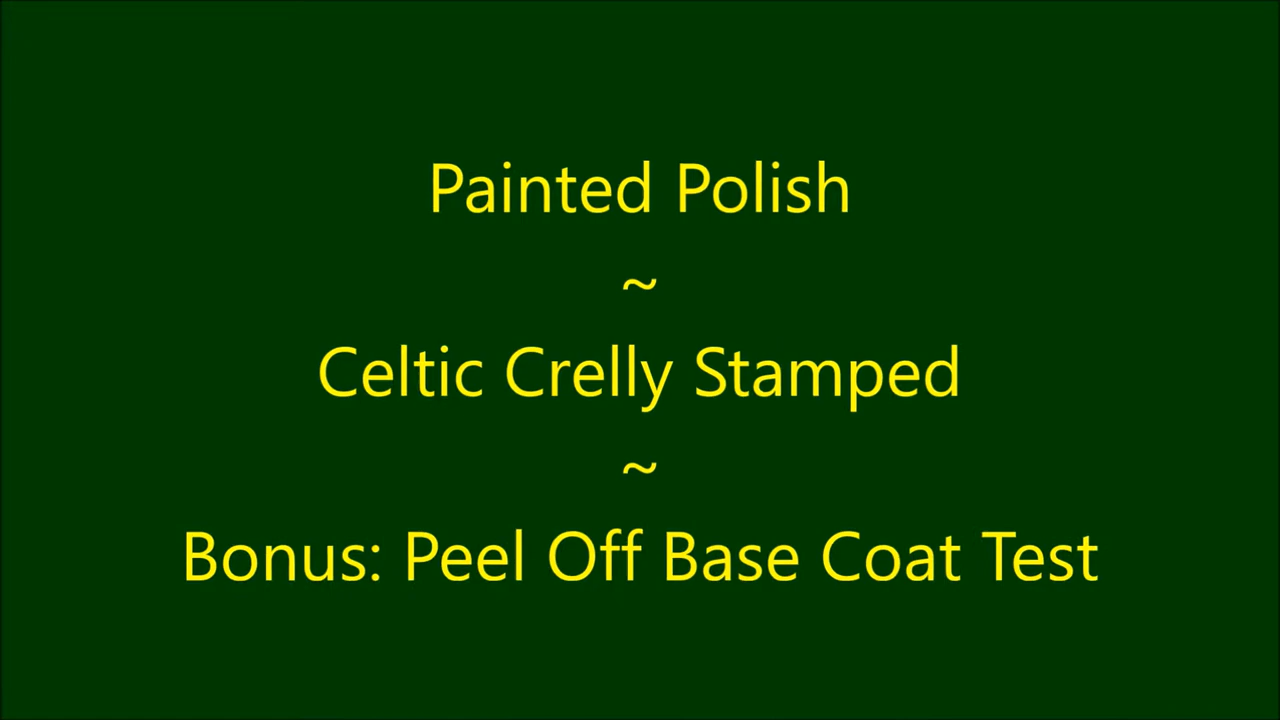 Painted Polish
~
Celtic Crelly Stamped
~
Bonus: Peel Off Base Coat Test